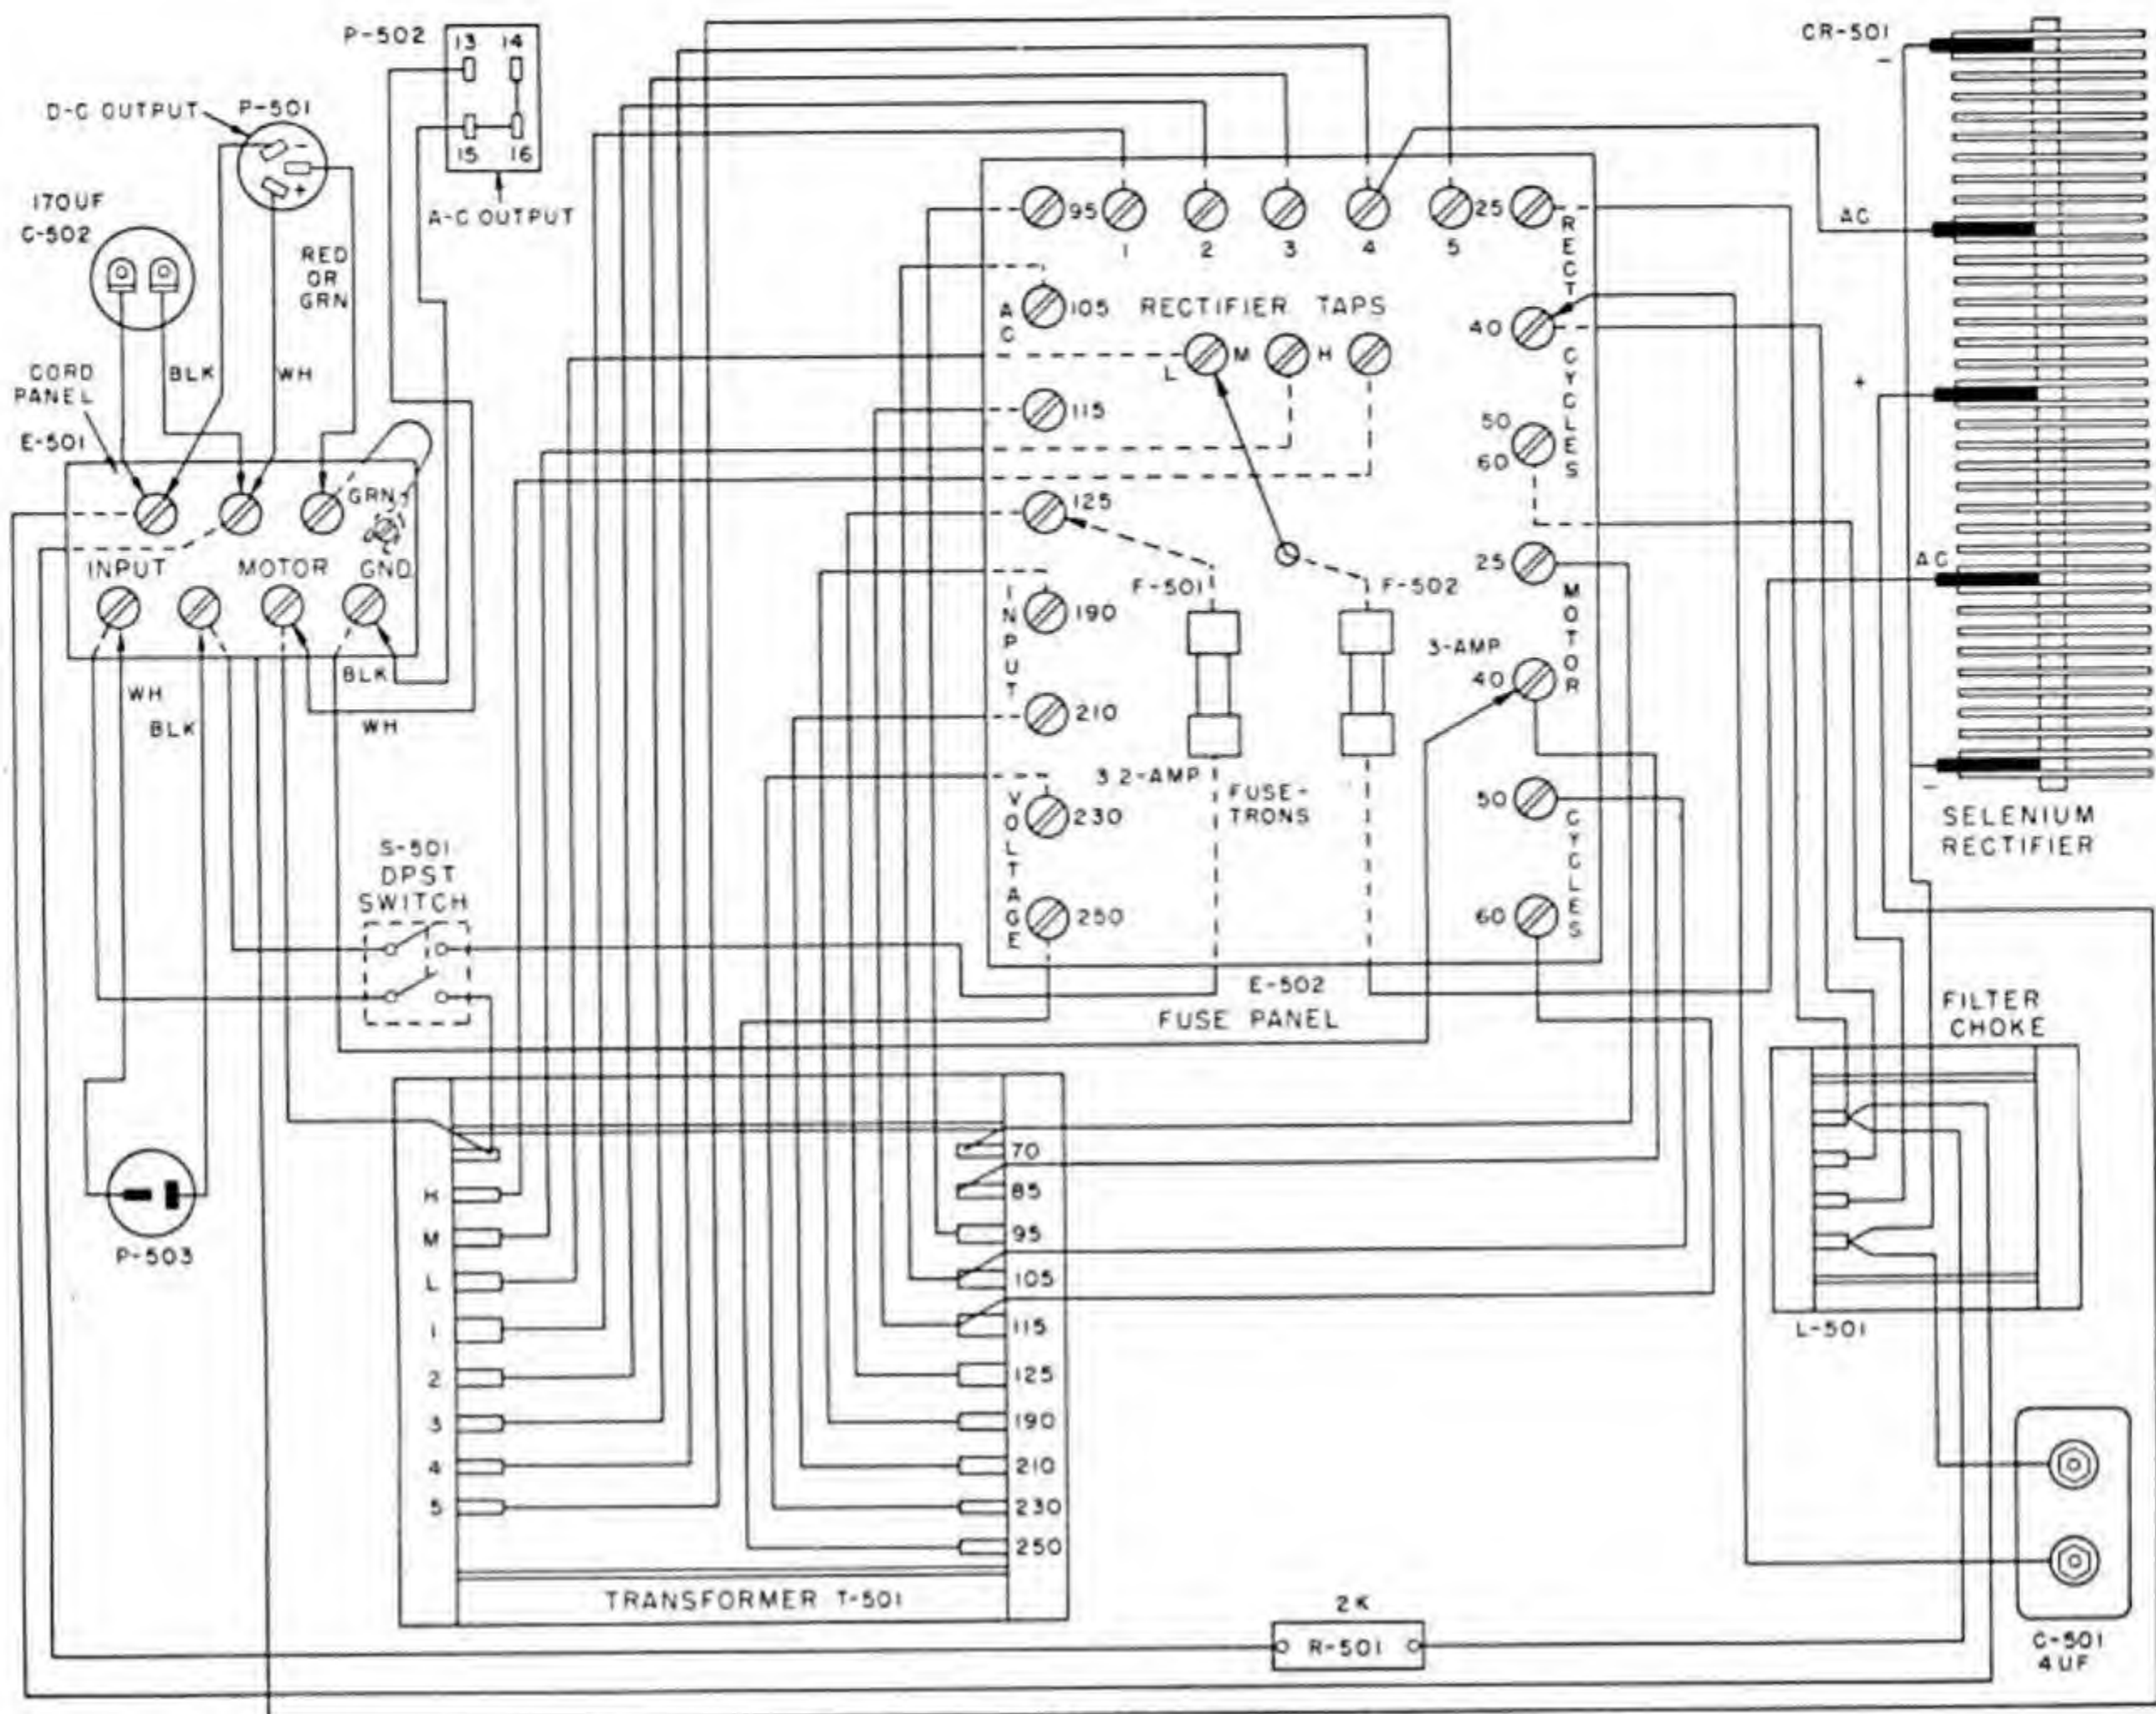 P-502
13 14
15 16
A-C OUTPUT
D-C OUTPUT
P-501
-
+
170UF
C-502
RED
OR
GRN
BLK
WH
CORD
PANEL
E-501
GRN
INPUT
MOTOR
GND
WH
BLK
BLK
WH
S-501
DPST
SWITCH
P-503
95
1
2
3
4
5
25
RECT
CYCLES
AC
INPUT
VOLTAGE
105
RECTIFIER TAPS
L
M
H
40
115
50
60
125
190
210
230
250
F-501
F-502
3-AMP
3 2-AMP
FUSE-
TRONS
25
40
50
60
MOTOR
CYCLES
E-502
FUSE PANEL
CR-501
-
AC
+
AC
-
SELENIUM
RECTIFIER
FILTER
CHOKE
L-501
H
M
L
1
2
3
4
5
70
85
95
105
115
125
190
210
230
250
TRANSFORMER T-501
2K
R-501
C-501
4UF